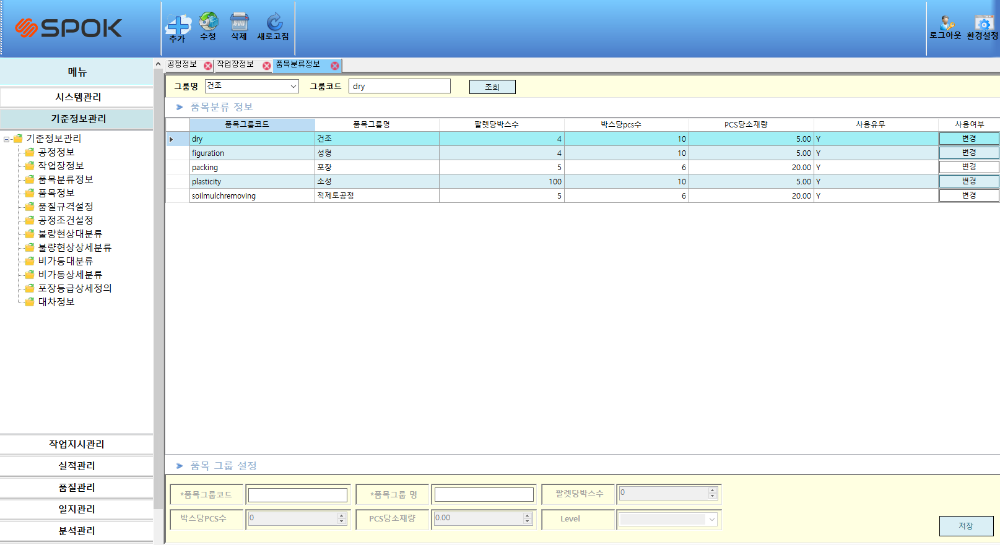 SPOK
추가
수정
삭제
새로고침
로그아웃
환경설정
메뉴
시스템관리
기준정보관리
기준정보관리
공정정보
작업장정보
품목분류정보
품목정보
품질규격설정
공정조건설정
불량현상대분류
불량현상상세분류
비가동대분류
비가동상세분류
포장등급상세정의
대차정보
작업지시관리
실적관리
품질관리
일지관리
분석관리
공정정보 작업장정보 품목분류정보
그룹명 건조 그룹코드 dry 조회
품목분류 정보
품목그룹코드 품목그룹명 팔렛당박스수 박스당pcs수 PCS당소재량 사용유무 사용여부
dry 건조 4 10 5.00 Y 변경
figuration 성형 4 10 5.00 Y 변경
packing 포장 5 6 20.00 Y 변경
plasticity 소성 100 10 5.00 Y 변경
soilmulchremoving 적제토공정 5 6 20.00 Y 변경
품목 그룹 설정
*품목그룹코드 *품목그룹 명 팔렛당박스수 0
박스당PCS수 0 PCS당소재량 0.00 Level
저장